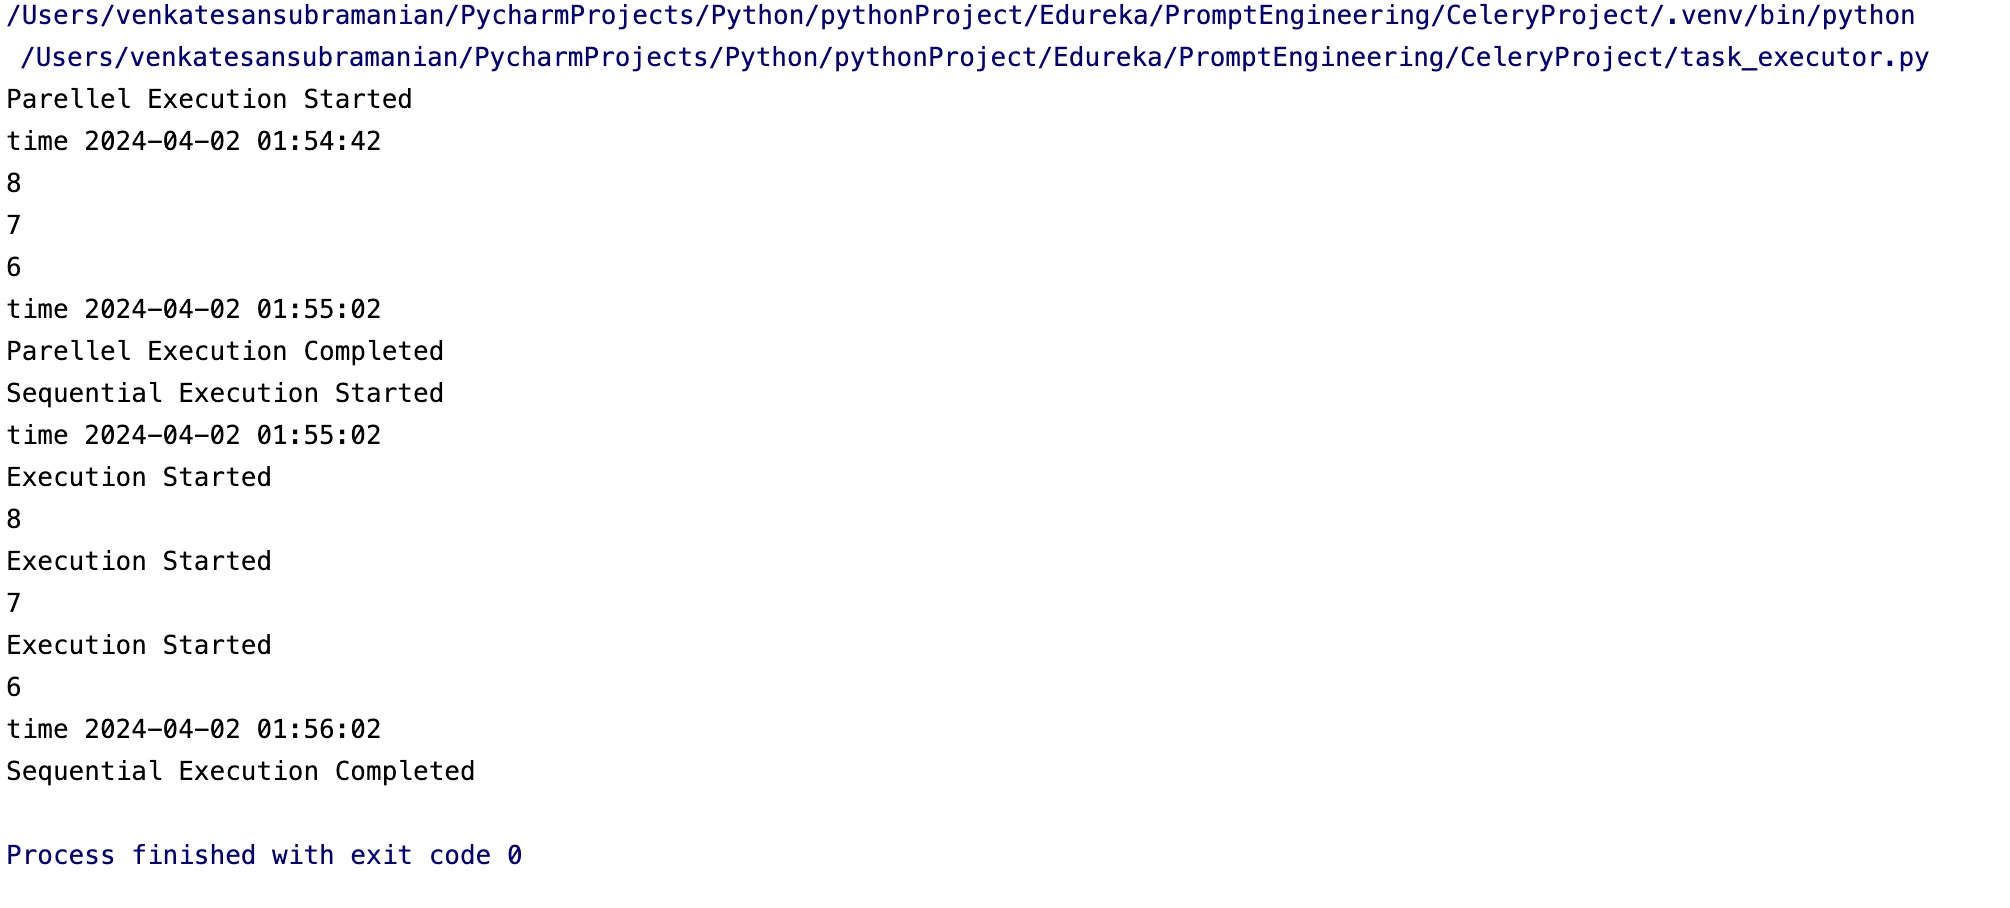 /Users/venkatesansubramanian/PycharmProjects/Python/pythonProject/Edureka/PromptEngineering/CeleryProject/.venv/bin/python
/Users/venkatesansubramanian/PycharmProjects/Python/pythonProject/Edureka/PromptEngineering/CeleryProject/task_executor.py
Parellel Execution Started
time 2024-04-02 01:54:42
8
7
6
time 2024-04-02 01:55:02
Parellel Execution Completed
Sequential Execution Started
time 2024-04-02 01:55:02
Execution Started
8
Execution Started
7
Execution Started
6
time 2024-04-02 01:56:02
Sequential Execution Completed
Process finished with exit code 0